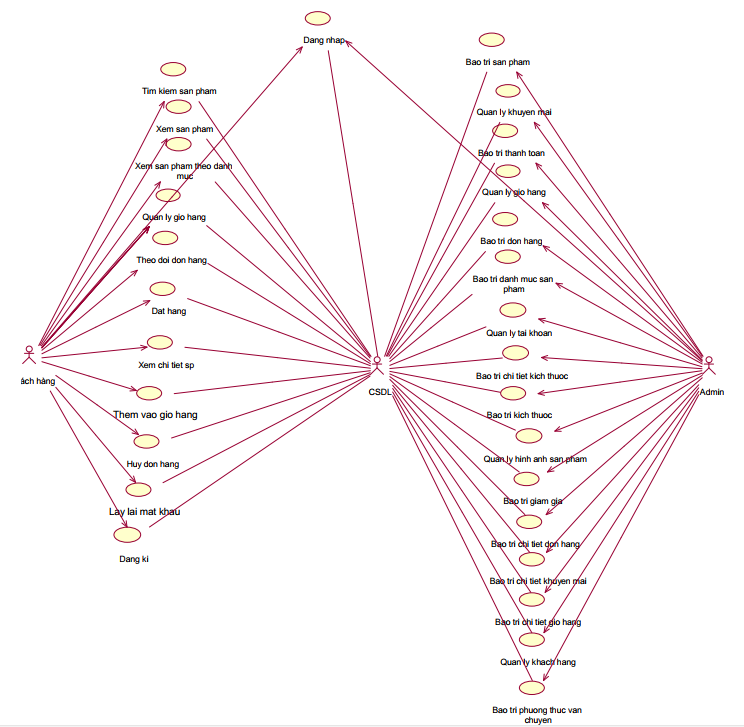 Dang nhap
Tim kiem san pham
Xem san pham
Xem san pham theo danh
muc
Quan ly gio hang
Theo doi don hang
Dat hang
Xem chi tiet sp
Them vao gio hang
Huy don hang
Lay lai mat khau
Dang ki
ách hàng
CSDL
Bao tri san pham
Quan ly khuyen mai
Bao tri thanh toan
Quan ly gio hang
Bao tri don hang
Bao tri danh muc san
pham
Quan ly tai khoan
Bao tri chi tiet kich thuoc
Bao tri kich thuoc
Quan ly hinh anh san pham
Bao tri giam gia
Bao tri chi tiet don hang
Bao tri chi tiet khuyen mai
Bao tri chi tiet gio hang
Quan ly khach hang
Bao tri phuong thuc van
chuyen
Admin